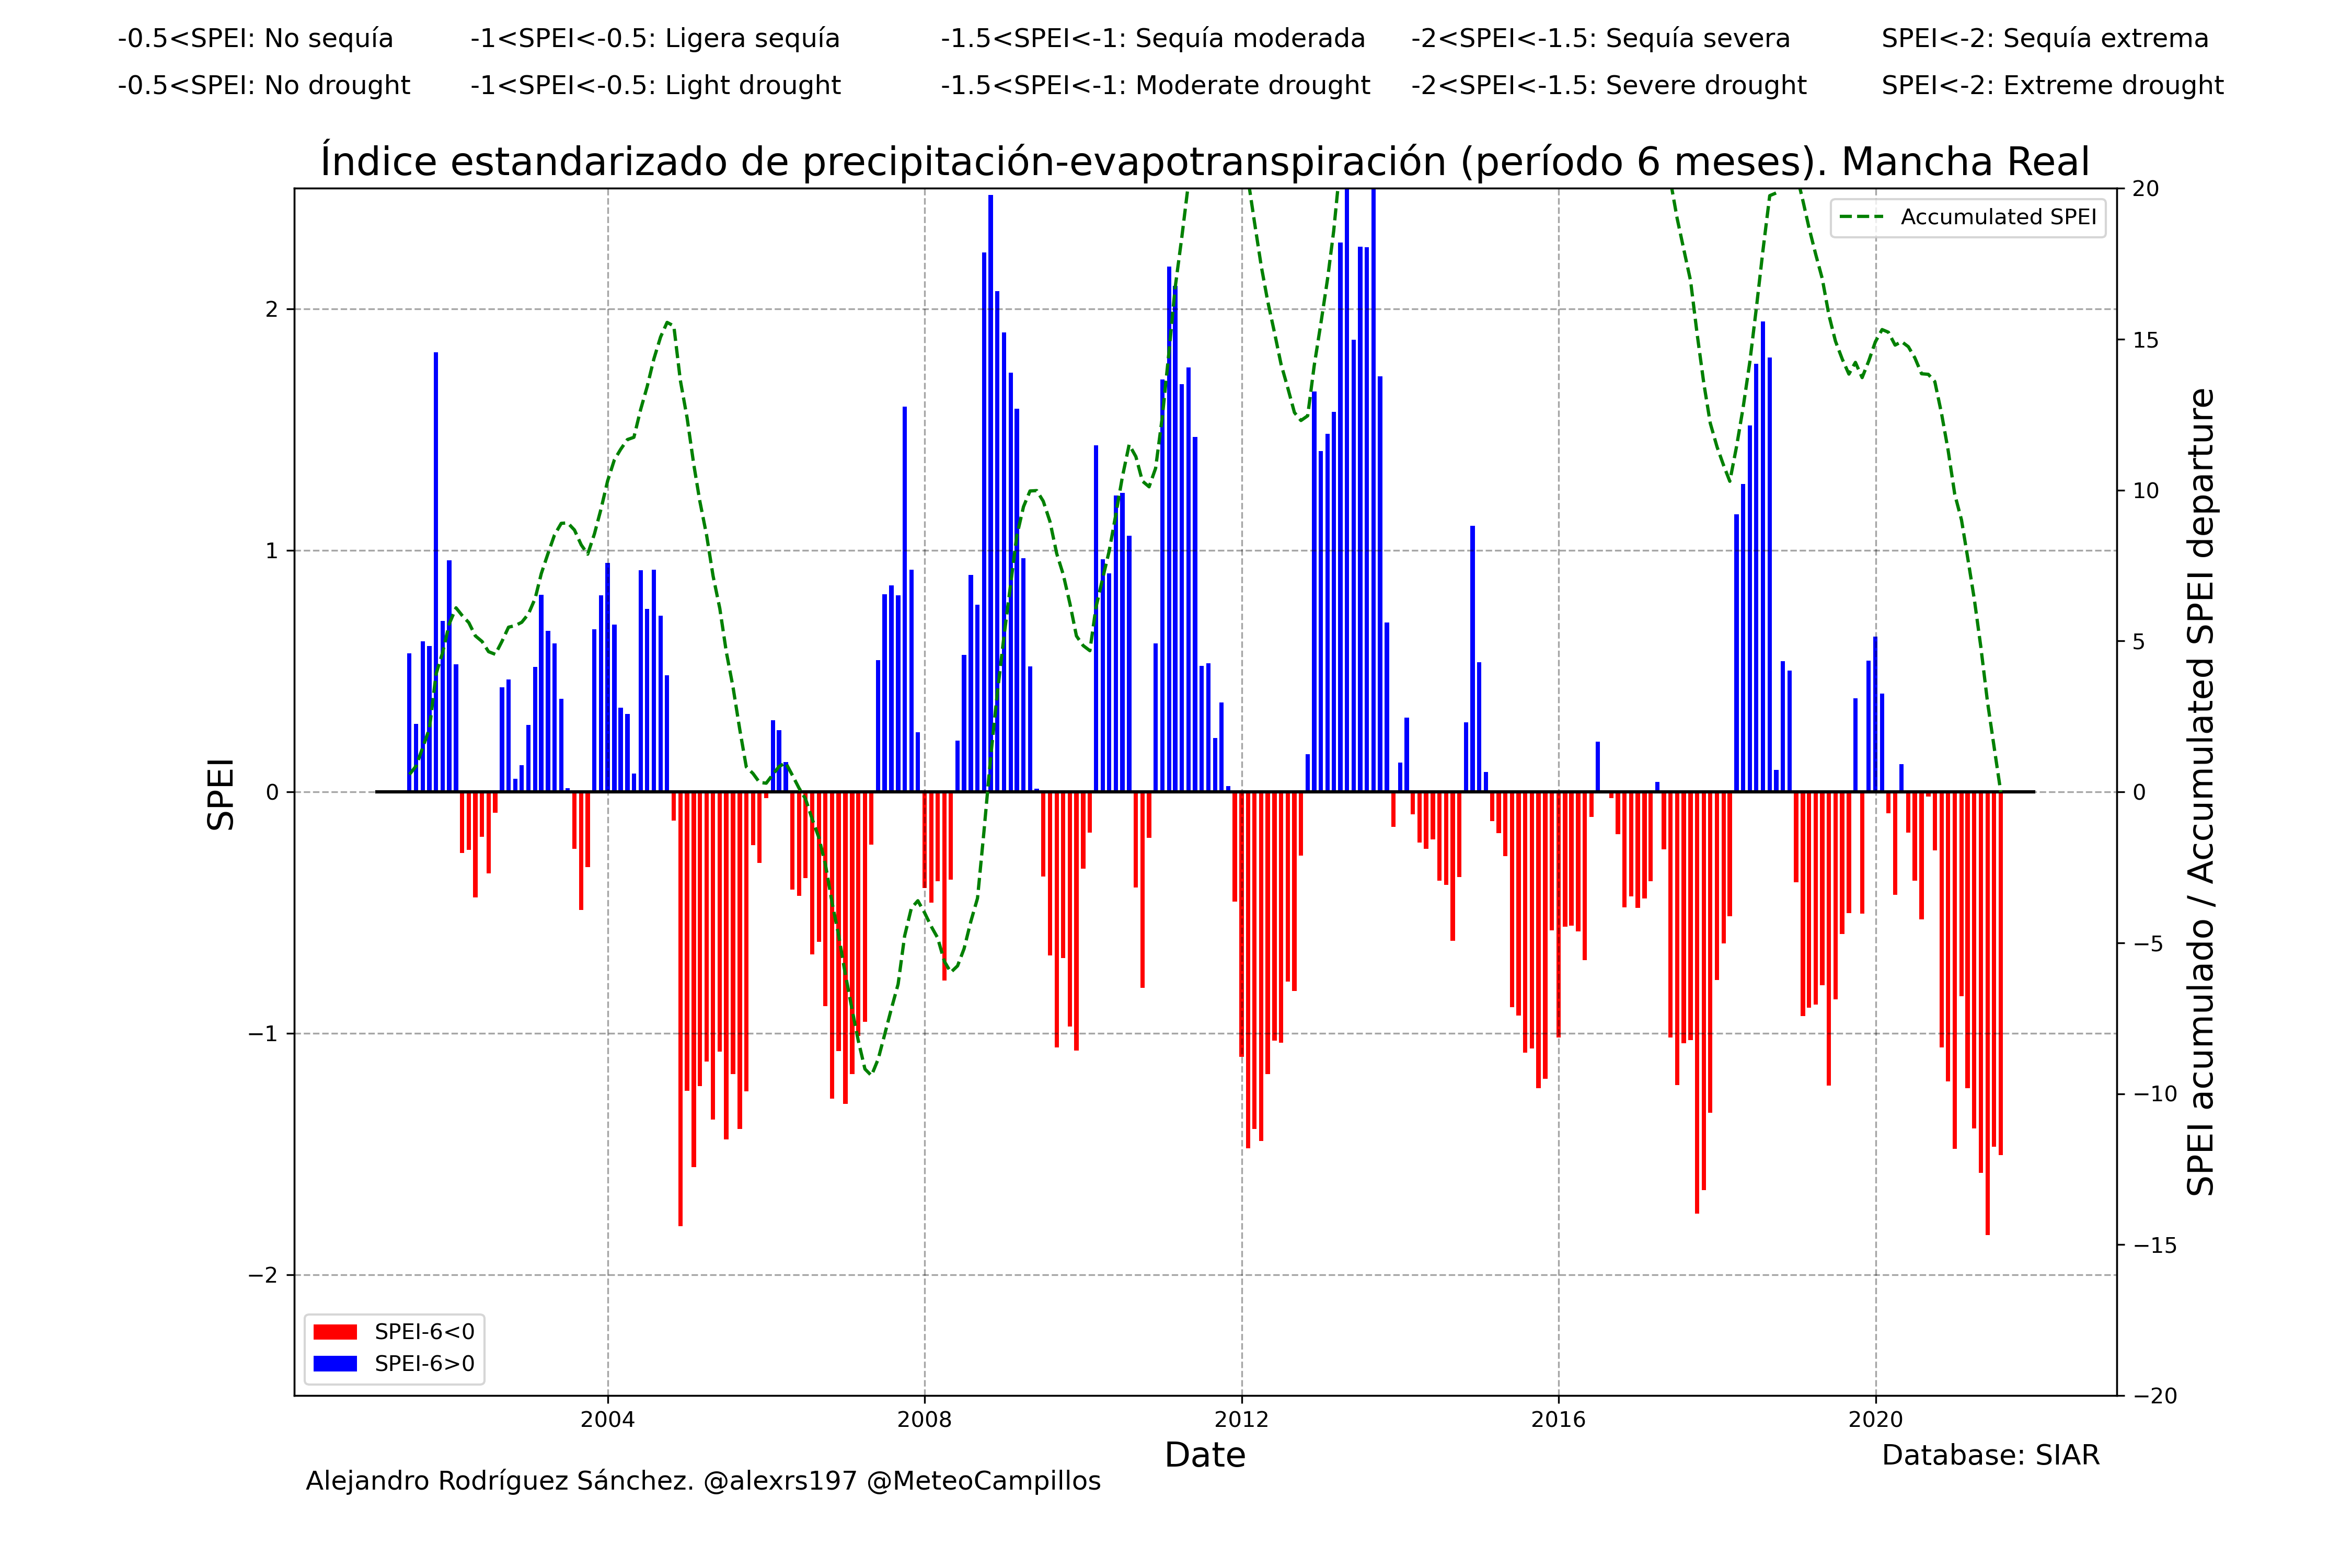 -0.5<SPEI: No sequía -1<SPEI<-0.5: Ligera sequía -1.5<SPEI<-1: Sequía moderada -2<SPEI<-1.5: Sequía severa SPEI<-2: Sequía extrema
-0.5<SPEI: No drought -1<SPEI<-0.5: Light drought -1.5<SPEI<-1: Moderate drought -2<SPEI<-1.5: Severe drought SPEI<-2: Extreme drought
Índice estandarizado de precipitación-evapotranspiración (período 6 meses). Mancha Real
Accumulated SPEI
SPEI
2
1
0
−1
−2
20
15
10
5
0
−5
−10
−15
−20
SPEI acumulado / Accumulated SPEI departure
SPEI-6<0
SPEI-6>0
2004 2008 2012 2016 2020
Date
Database: SIAR
Alejandro Rodríguez Sánchez. @alexrs197 @MeteoCampillos